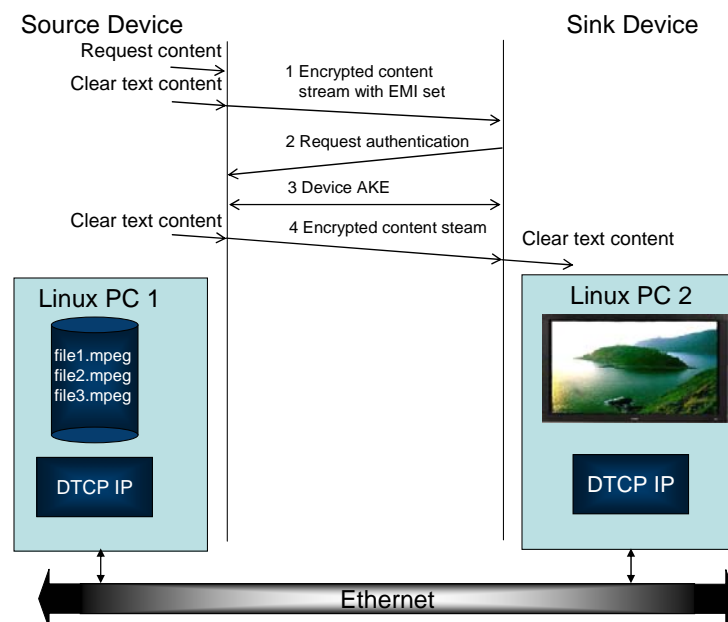 Source Device
Sink Device
Request content
Clear text content
1 Encrypted content
stream with EMI set
2 Request authentication
3 Device AKE
Clear text content
4 Encrypted content steam
Clear text content
Linux PC 1
file1.mpeg
file2.mpeg
file3.mpeg
DTCP IP
Linux PC 2
DTCP IP
Ethernet